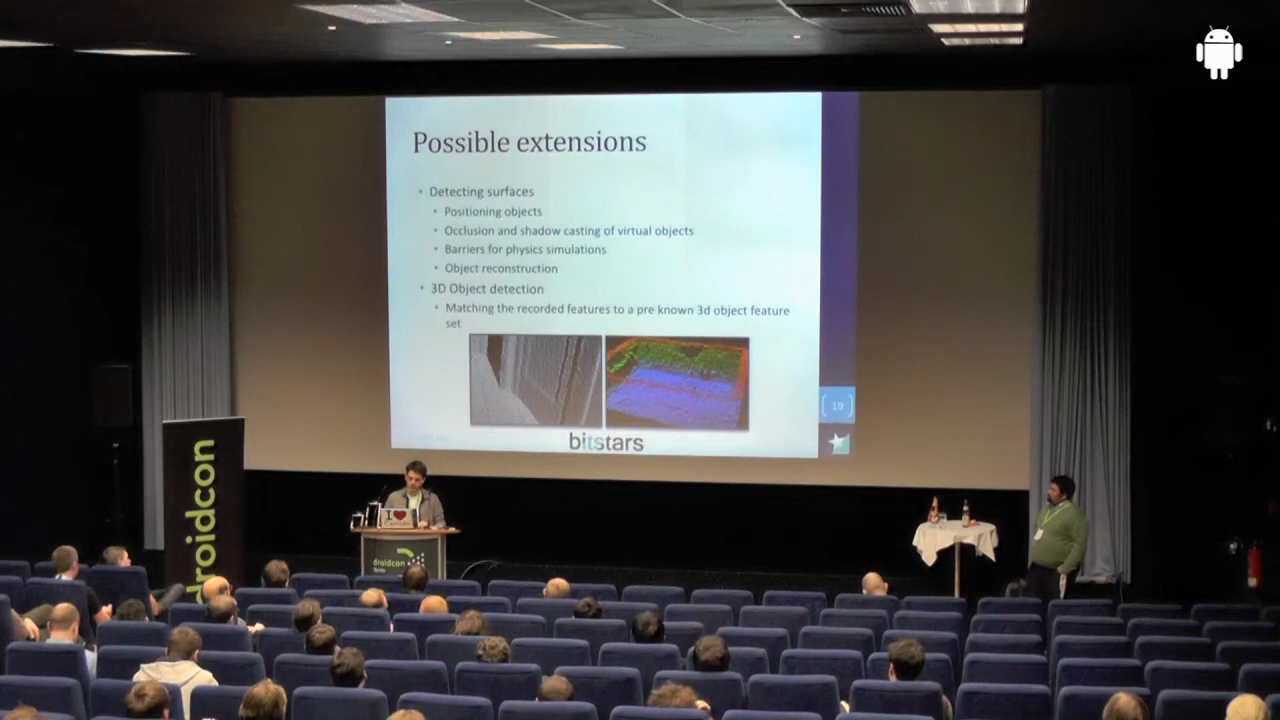 Possible extensions
• Detecting surfaces
• Positioning objects
• Occlusion and shadow casting of virtual objects
• Barriers for physics simulations
• Object reconstruction
• 3D Object detection
• Matching the recorded features to a pre known 3d object feature
set
19
bitstars
droidcon
I
droidcon